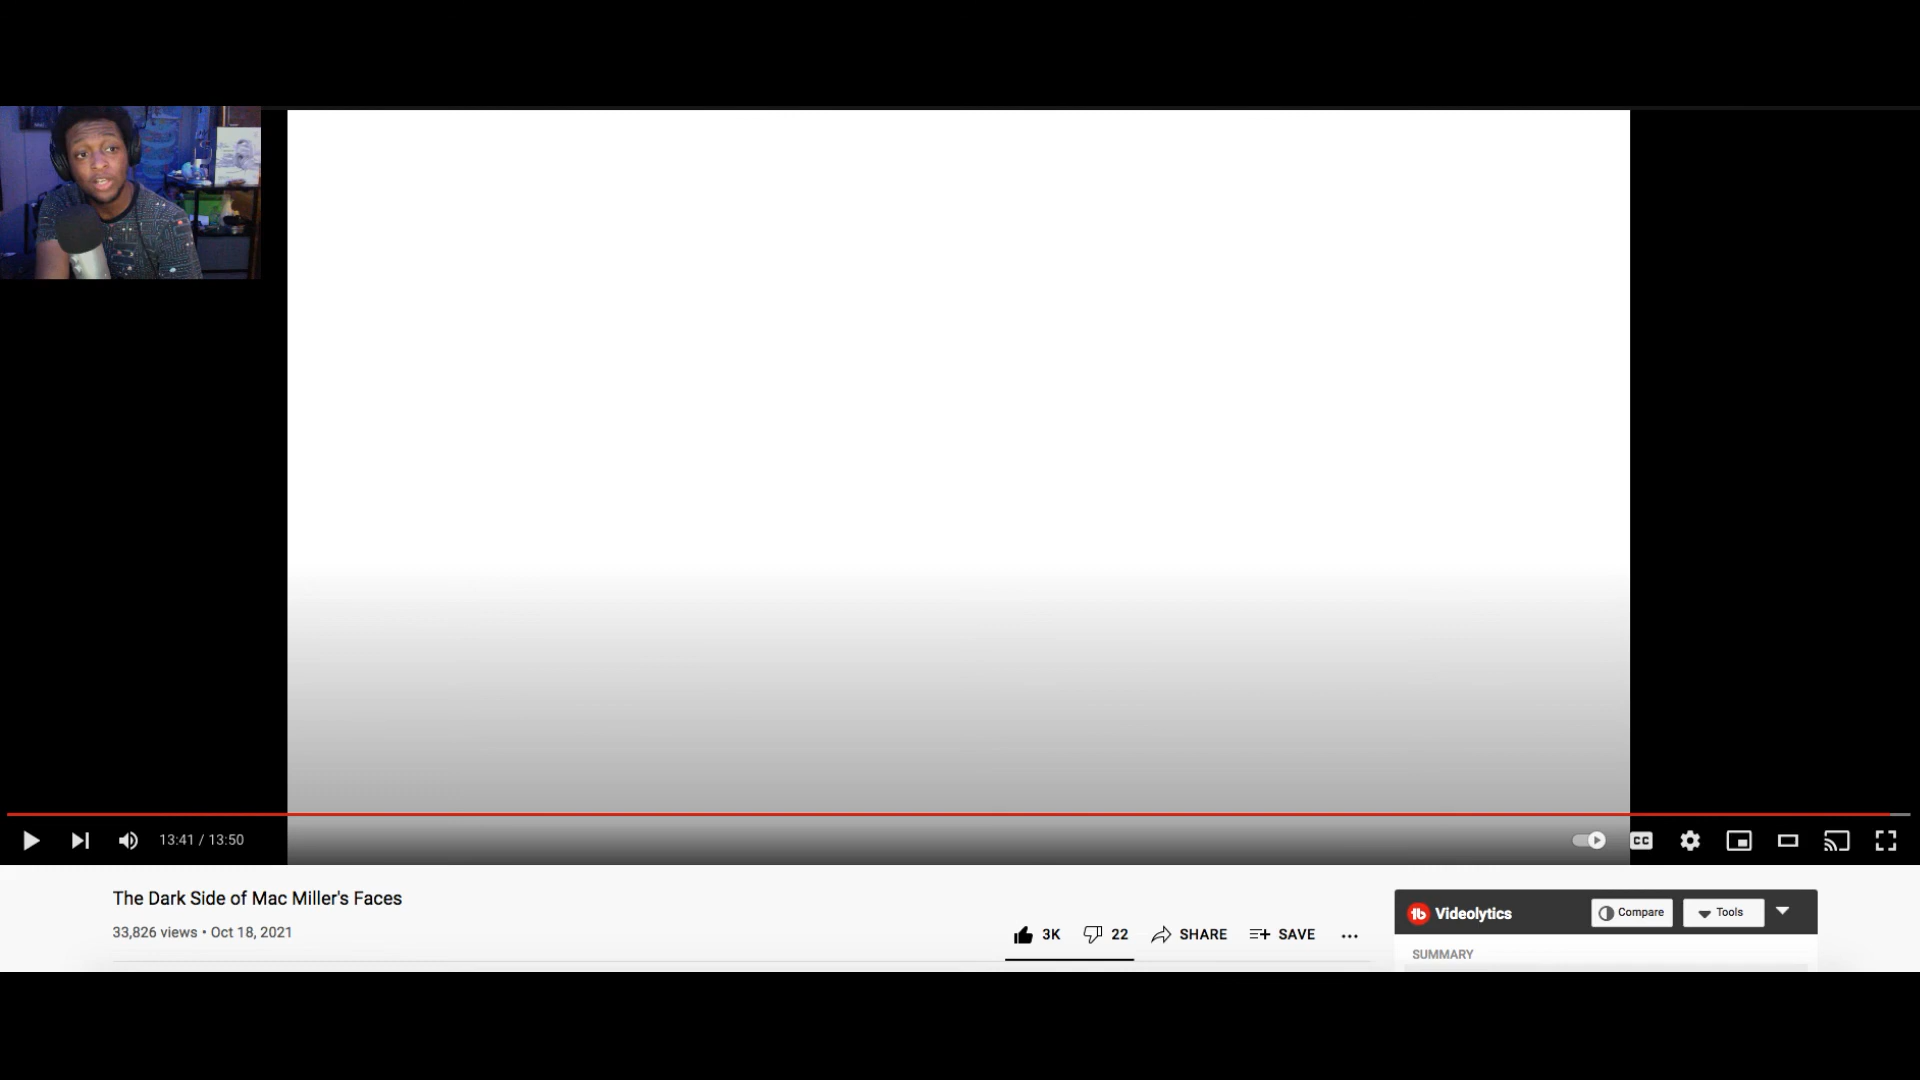 13:41 / 13:50
CC
The Dark Side of Mac Miller's Faces
33,826 views • Oct 18, 2021
3K
22
SHARE
SAVE
Videolytics
Compare
Tools
SUMMARY